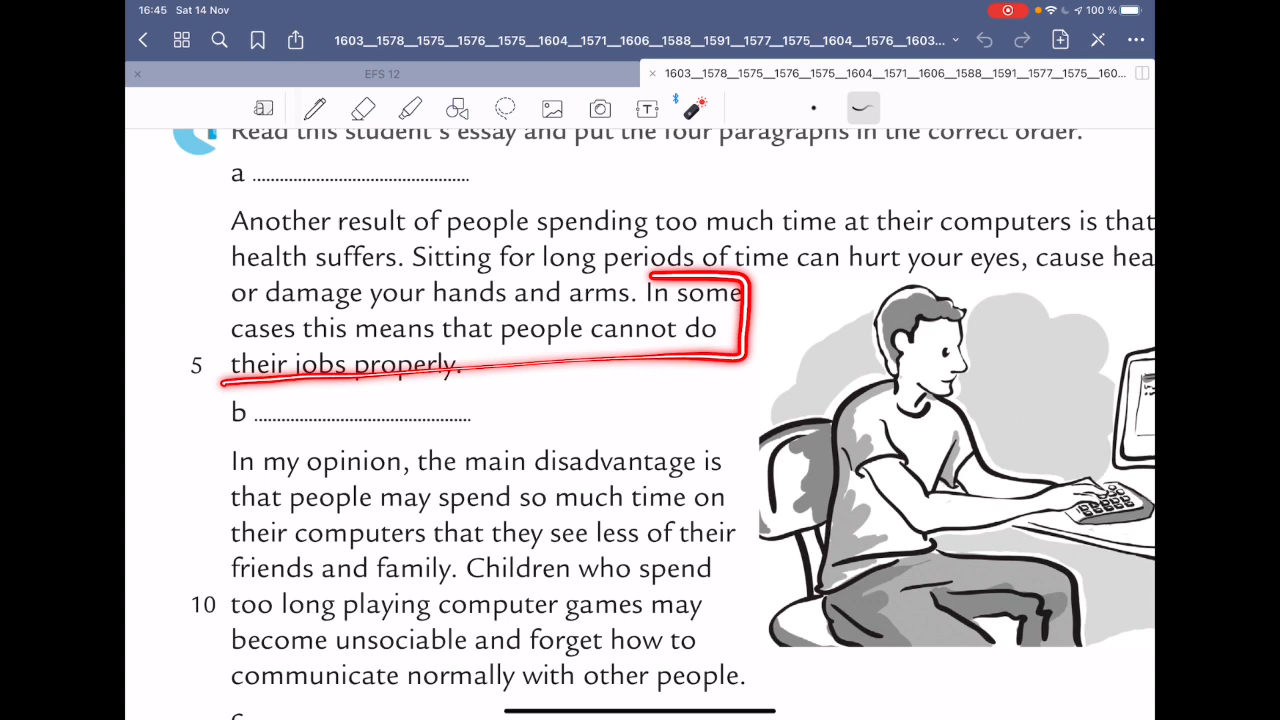 16:45 Sat 14 Nov 100 %
1603__1578__1575__1576__1575__1604__1571__1606__1588__1591__1577__1575__1604__1576__1603...
EFS 12
1603__1578__1575__1576__1575__1604__1571__1606__1588__1591__1577__1575__160...
Read this student's essay and put the four paragraphs in the correct order.
a ................................................
Another result of people spending too much time at their computers is that
health suffers. Sitting for long periods of time can hurt your eyes, cause hea
or damage your hands and arms. In some
cases this means that people cannot do
5 their jobs properly.
b ................................................
In my opinion, the main disadvantage is
that people may spend so much time on
their computers that they see less of their
friends and family. Children who spend
10 too long playing computer games may
become unsociable and forget how to
communicate normally with other people.
c